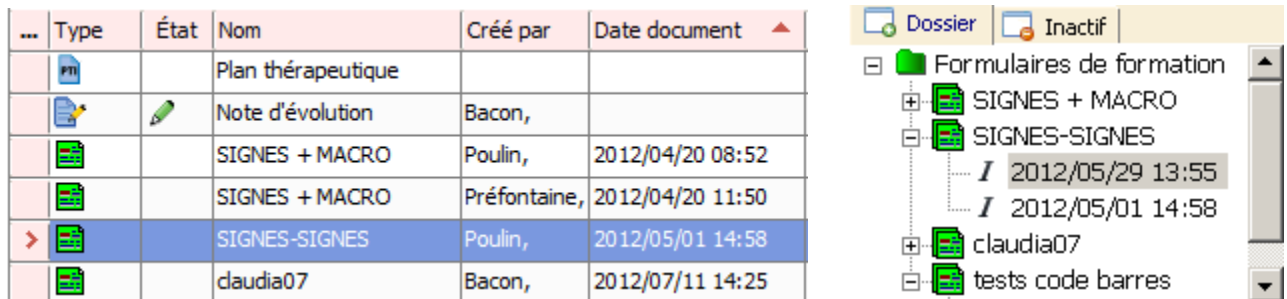 ... Type État Nom Créé par Date document
PTI Plan thérapeutique
Note d'évolution Bacon,
SIGNES + MACRO Poulin, 2012/04/20 08:52
SIGNES + MACRO Préfontaine, 2012/04/20 11:50
SIGNES-SIGNES Poulin, 2012/05/01 14:58
claudia07 Bacon, 2012/07/11 14:25
Dossier Inactif
Formulaires de formation
SIGNES + MACRO
SIGNES-SIGNES
I 2012/05/29 13:55
I 2012/05/01 14:58
claudia07
tests code barres